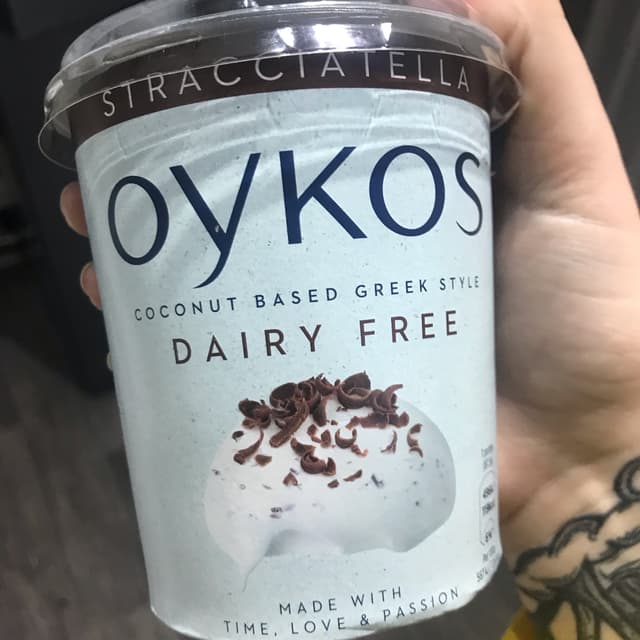 STRACCIATELLA
OYKOS
COCONUT BASED GREEK STYLE
DAIRY FREE
MADE WITH
TIME, LOVE & PASSION